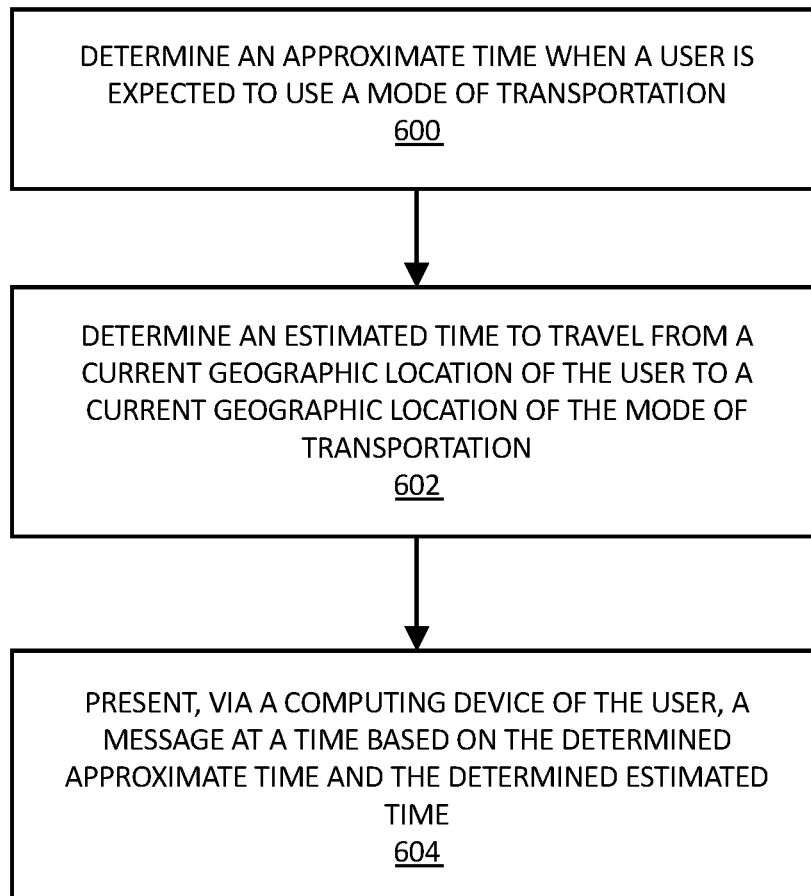 DETERMINE AN APPROXIMATE TIME WHEN A USER IS
EXPECTED TO USE A MODE OF TRANSPORTATION
600
DETERMINE AN ESTIMATED TIME TO TRAVEL FROM A
CURRENT GEOGRAPHIC LOCATION OF THE USER TO A
CURRENT GEOGRAPHIC LOCATION OF THE MODE OF
TRANSPORTATION
602
PRESENT, VIA A COMPUTING DEVICE OF THE USER, A
MESSAGE AT A TIME BASED ON THE DETERMINED
APPROXIMATE TIME AND THE DETERMINED ESTIMATED
TIME
604